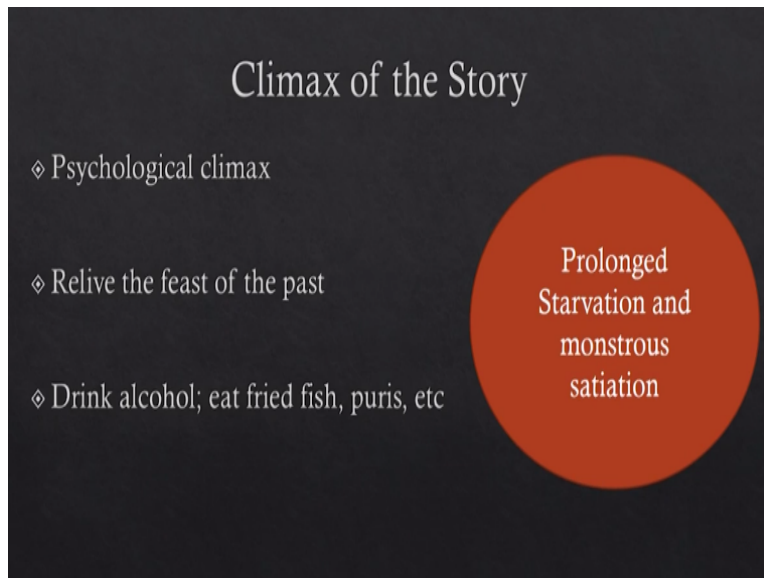 Climax of the Story
Psychological climax
Relive the feast of the past
Drink alcohol; eat fried fish, puris, etc
Prolonged
Starvation and
monstrous
satiation